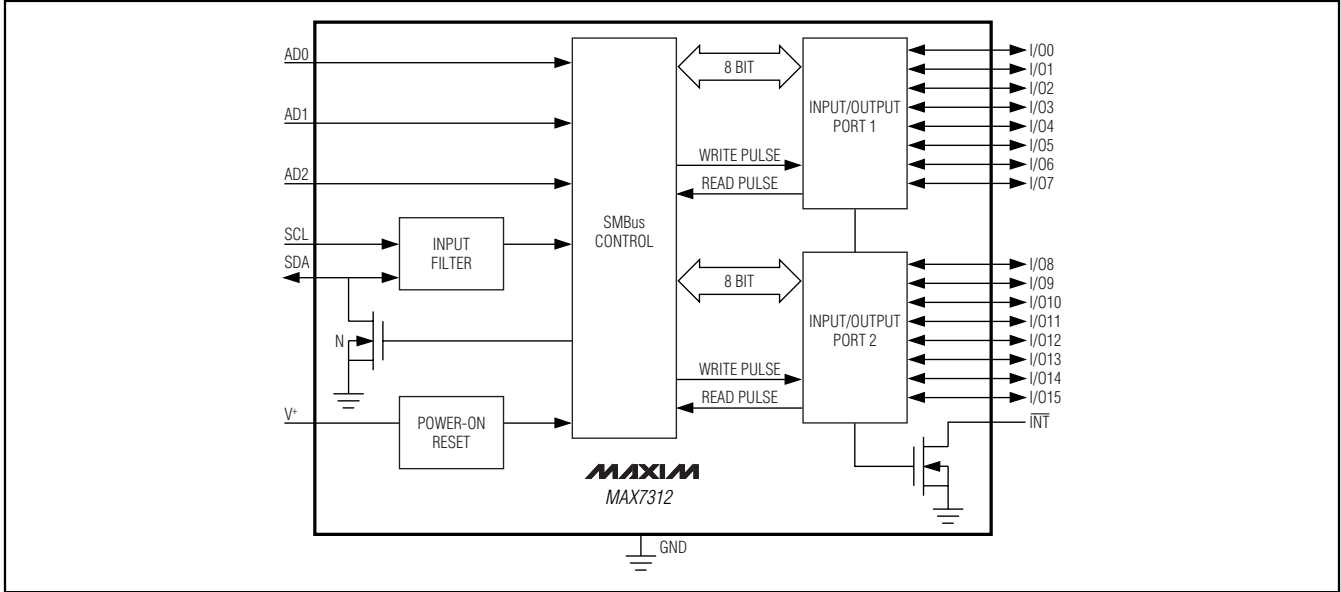 AD0
AD1
AD2
SCL
SDA
N
V+
INPUT
FILTER
POWER-ON
RESET
SMBus
CONTROL
8 BIT
WRITE PULSE
READ PULSE
8 BIT
WRITE PULSE
READ PULSE
INPUT/OUTPUT
PORT 1
INPUT/OUTPUT
PORT 2
I/O0
I/O1
I/O2
I/O3
I/O4
I/O5
I/O6
I/O7
I/O8
I/O9
I/O10
I/O11
I/O12
I/O13
I/O14
I/O15
INT
MAXIM
MAX7312
GND